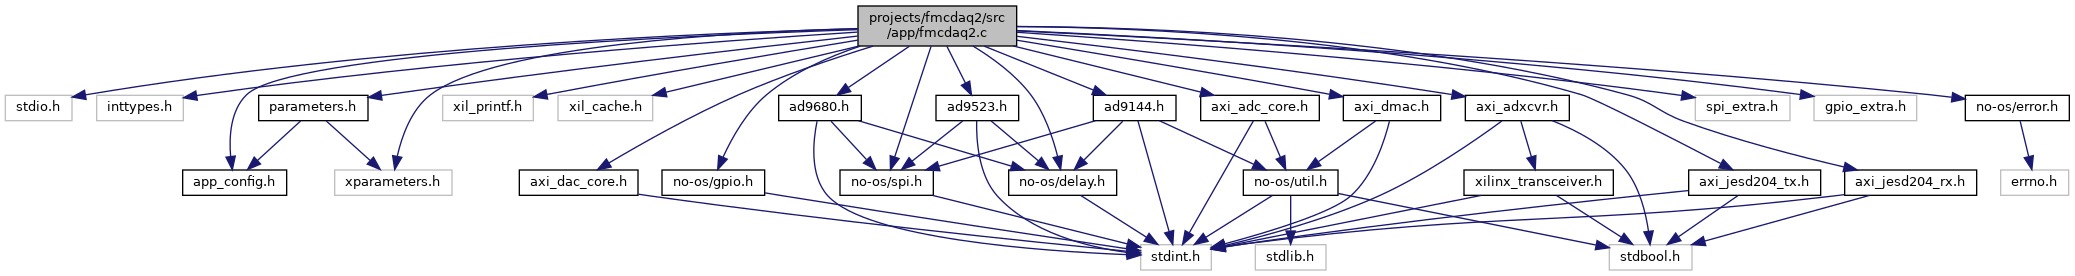 projects/fmcdaq2/src
/app/fmcdaq2.c
stdio.h
inttypes.h
parameters.h
xil_printf.h
xil_cache.h
ad9680.h
ad9523.h
ad9144.h
axi_adc_core.h
axi_dmac.h
axi_adxcvr.h
spi_extra.h
gpio_extra.h
no-os/error.h
app_config.h
xparameters.h
axi_dac_core.h
no-os/gpio.h
no-os/spi.h
no-os/delay.h
no-os/util.h
xilinx_transceiver.h
axi_jesd204_tx.h
axi_jesd204_rx.h
errno.h
stdint.h
stdlib.h
stdbool.h